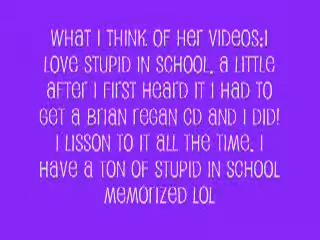 What I think of her videos:I
love stupid in school. a little
after I first heard it I had to
get a Brian regan cd and I did!
I lisson to it all the time. I
have a ton of stupid in school
memorized lol